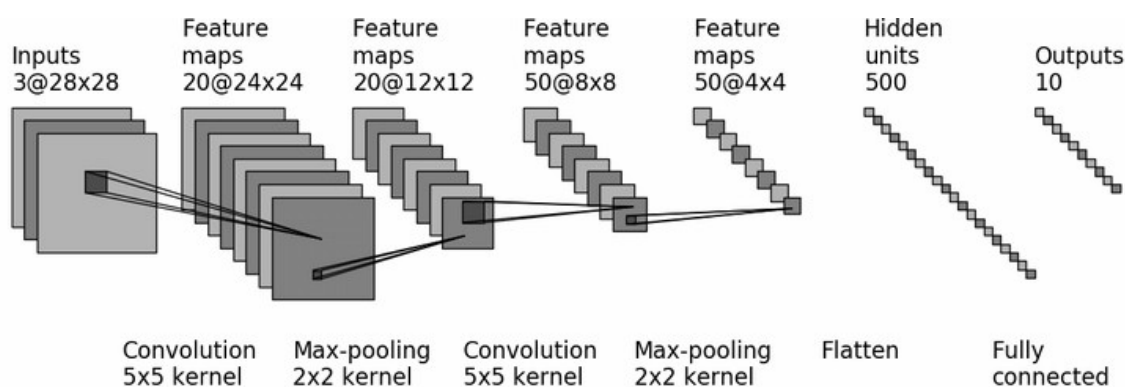 Inputs
3@28x28
Feature
maps
20@24x24
Feature
maps
20@12x12
Feature
maps
50@8x8
Feature
maps
50@4x4
Hidden
units
500
Outputs
10
Convolution
5x5 kernel
Max-pooling
2x2 kernel
Convolution
5x5 kernel
Max-pooling
2x2 kernel
Flatten
Fully
connected